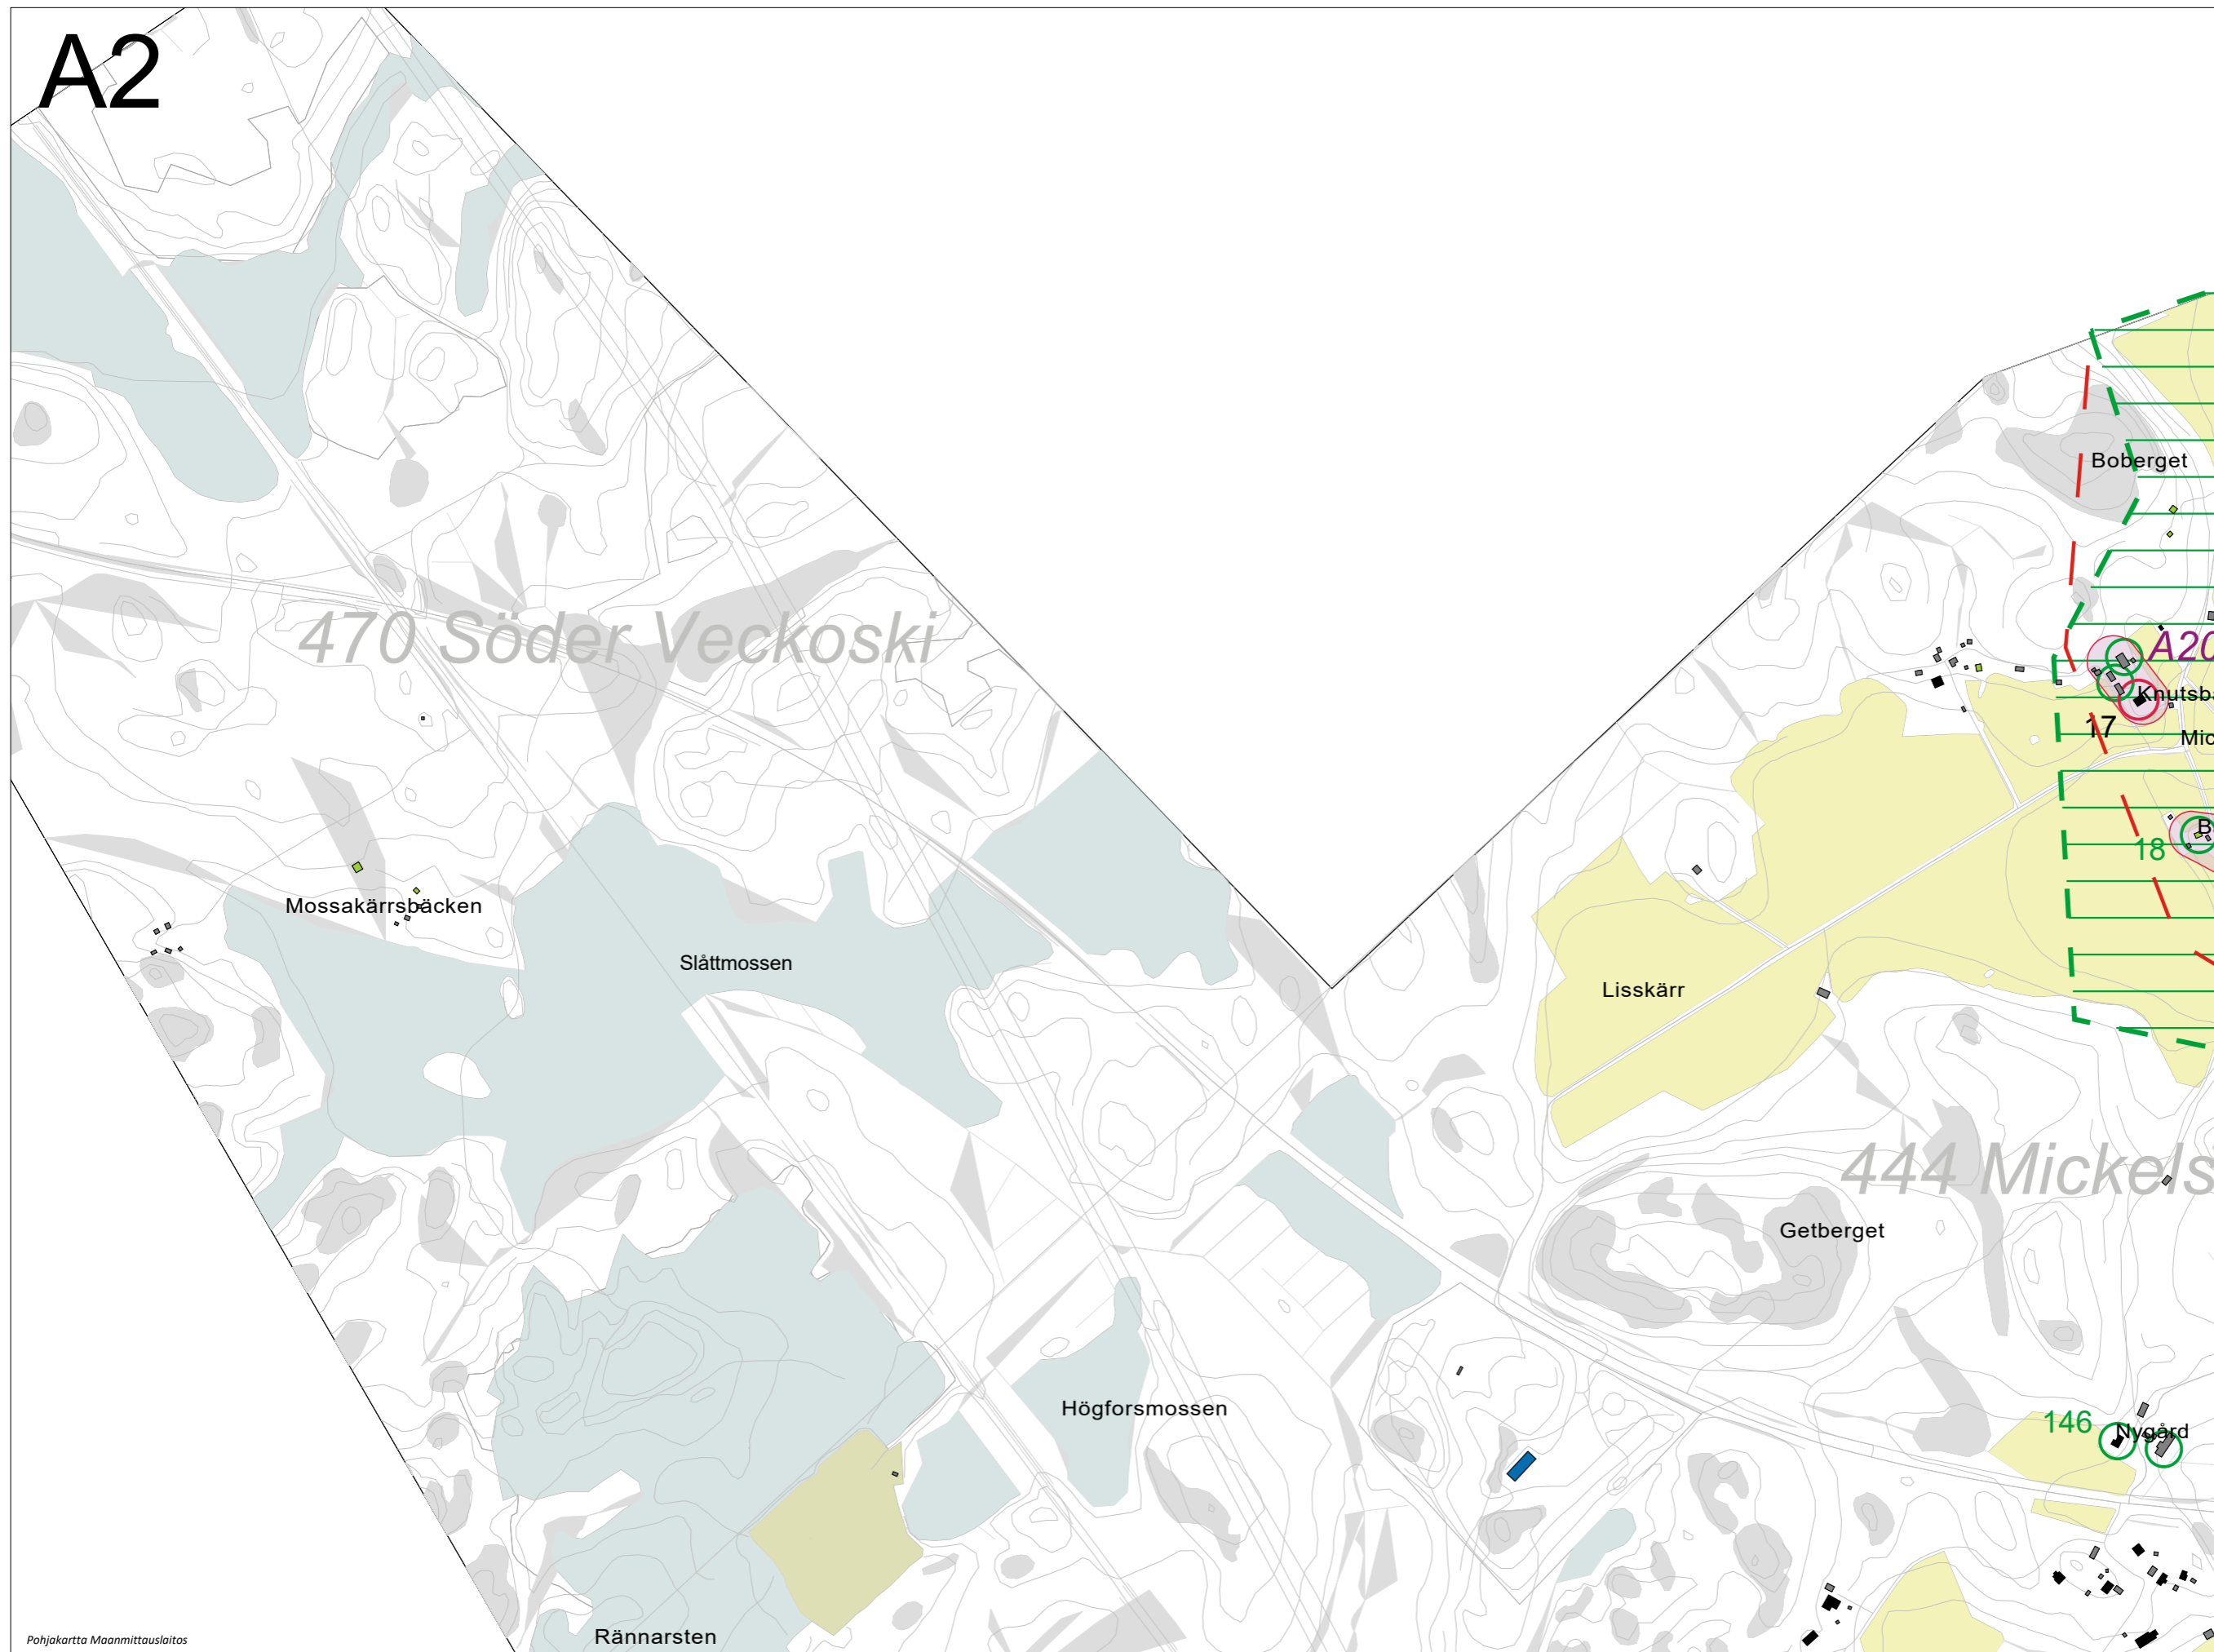 A2
Boberget
470 Söder Veckoski
A20
Knutsba
17
Mic
18
B
Mossakärrsbäcken
Slåttmossen
Lisskärr
444 Mickels
Getberget
Högforsmossen
146
Nygård
Rännarsten
Pohjakartta Maanmittauslaitos